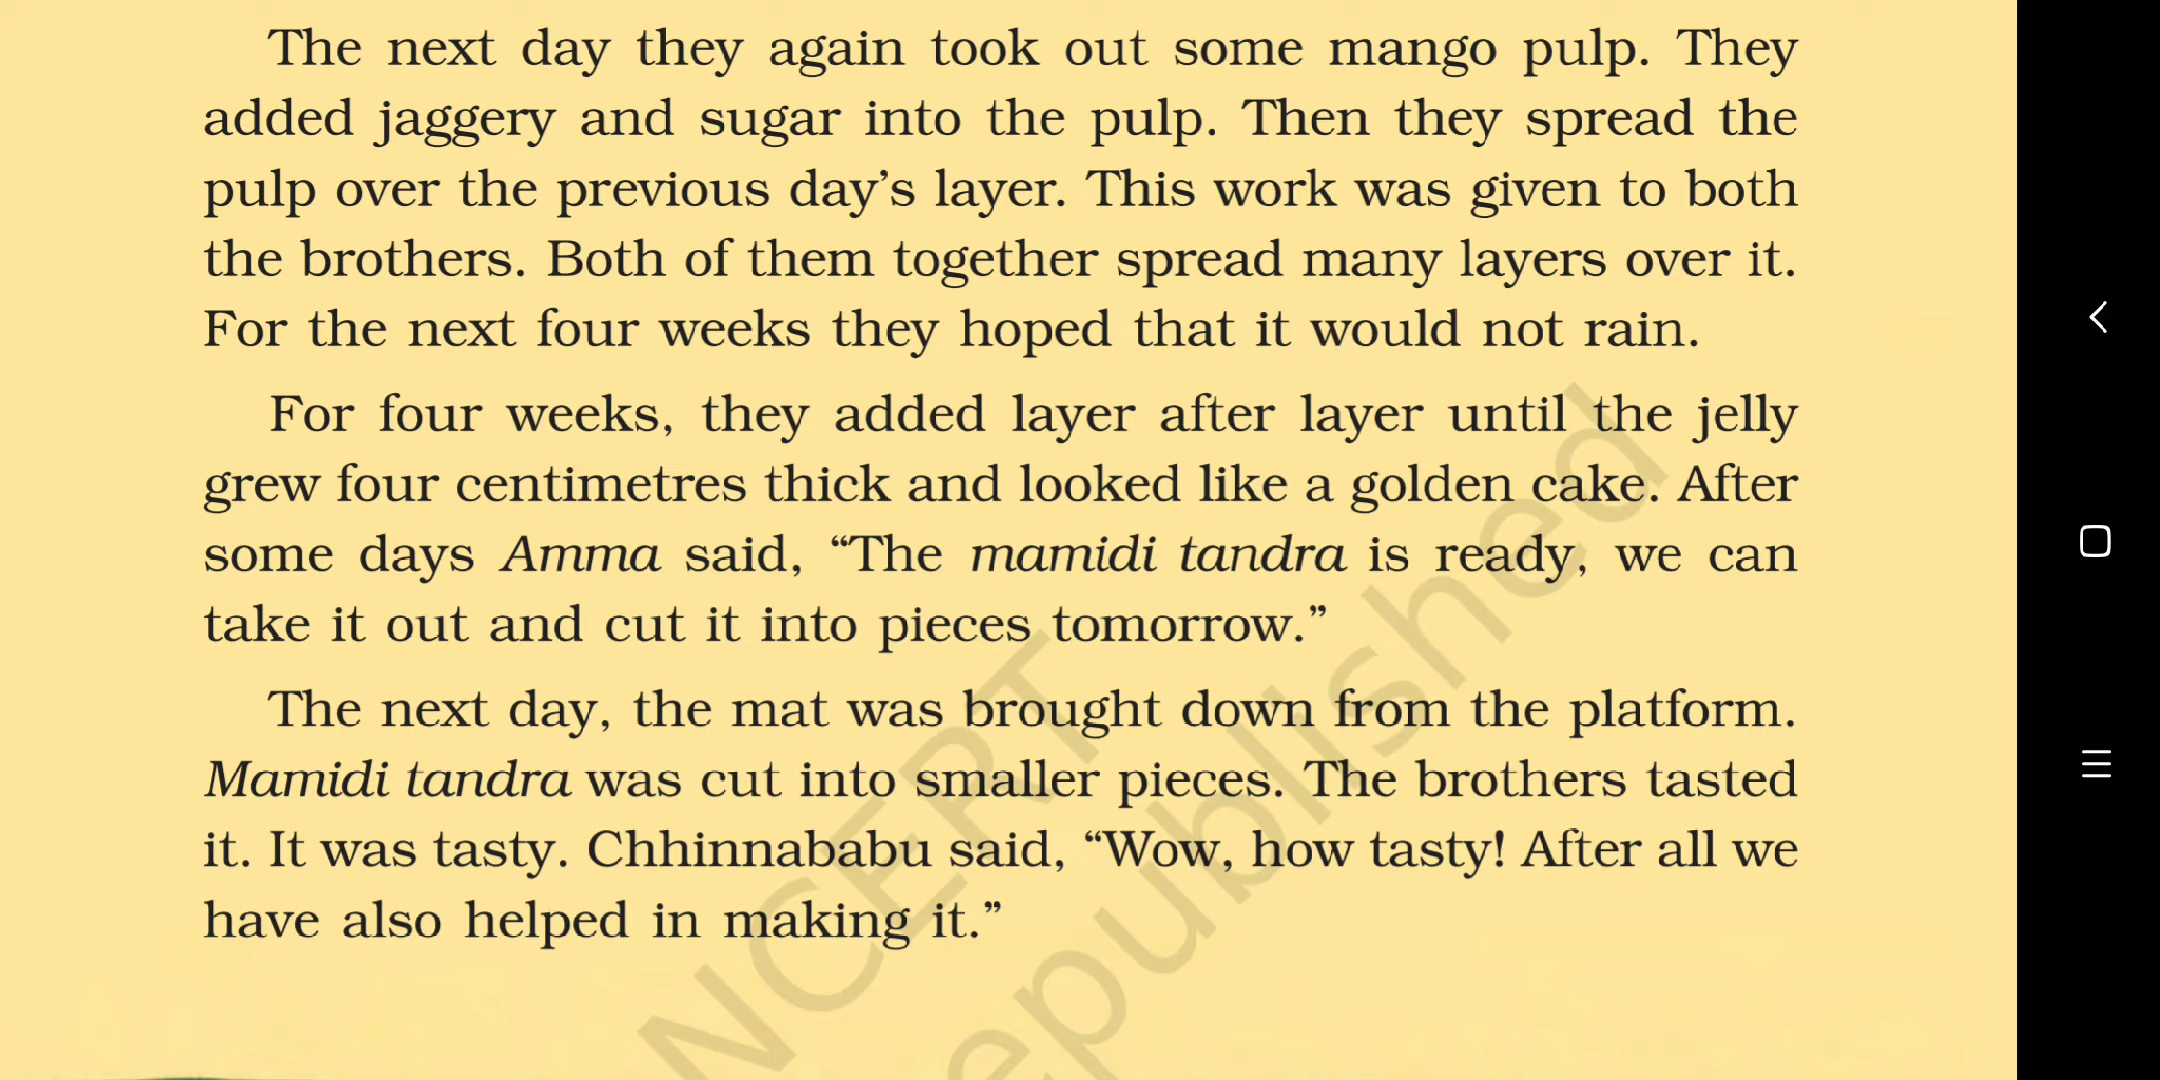 The next day they again took out some mango pulp. They
added jaggery and sugar into the pulp. Then they spread the
pulp over the previous day’s layer. This work was given to both
the brothers. Both of them together spread many layers over it.
For the next four weeks they hoped that it would not rain.
For four weeks, they added layer after layer until the jelly
grew four centimetres thick and looked like a golden cake. After
some days Amma said, “The mamidi tandra is ready, we can
take it out and cut it into pieces tomorrow.”
The next day, the mat was brought down from the platform.
Mamidi tandra was cut into smaller pieces. The brothers tasted
it. It was tasty. Chhinnababu said, “Wow, how tasty! After all we
have also helped in making it.”
NCERT
epublished